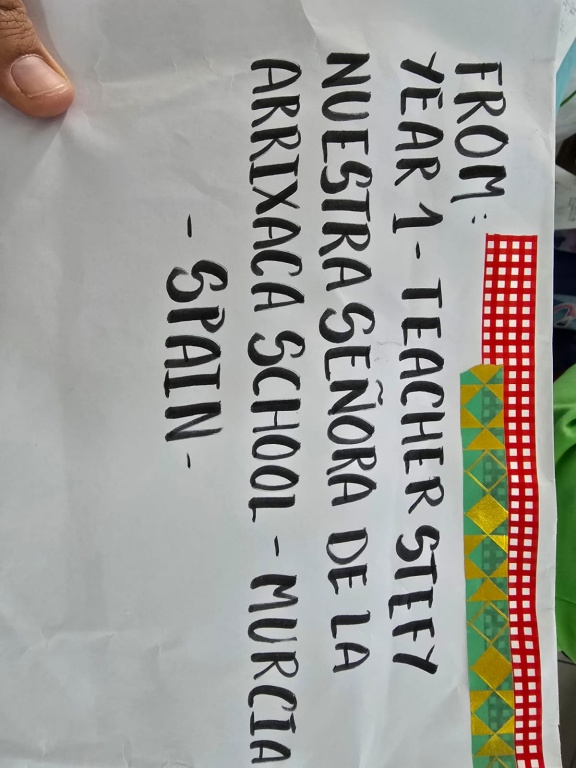 FROM:
YEAR 1 - TEACHER STEFY
NUESTRA SEÑORA DE LA
ARRIXACA SCHOOL - MURCIA
- SPAIN -